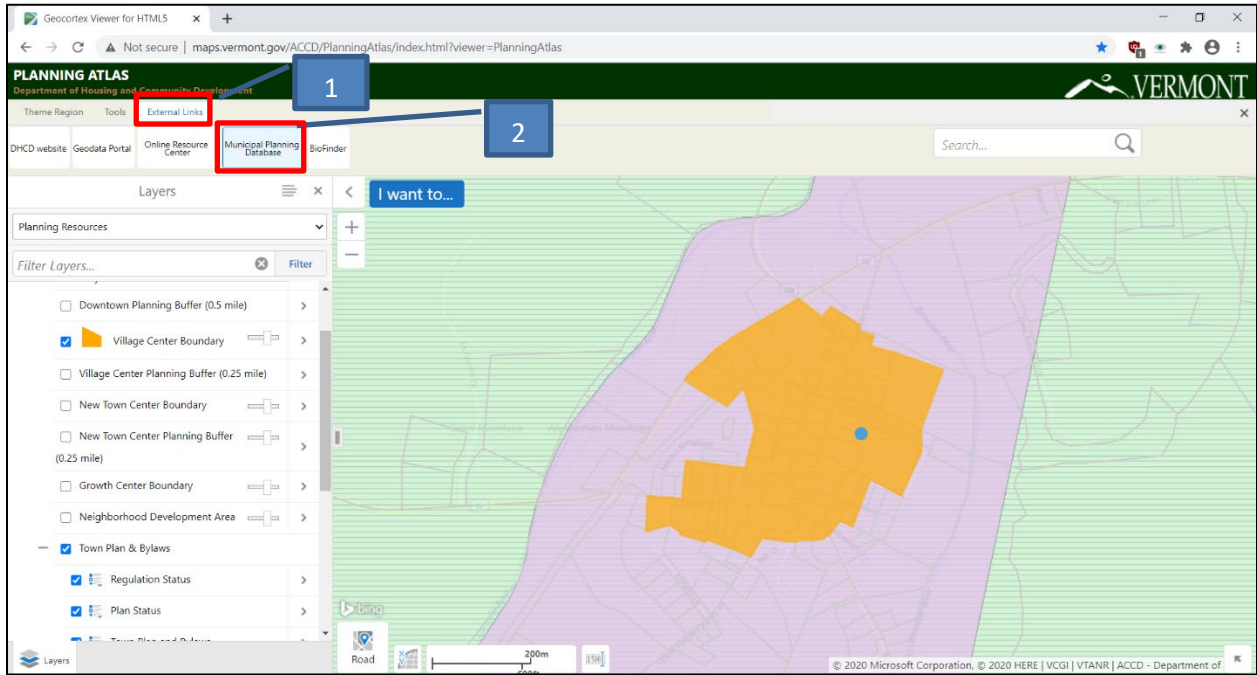 Geocortex Viewer for HTML5
Not secure | maps.vermont.gov/ACCD/PlanningAtlas/index.html?viewer=PlanningAtlas
PLANNING ATLAS
Department of Housing and Community Development
VERMONT
1
Theme Region Tools External Links
2
DHCD website Geodata Portal Online Resource Center Municipal Planning Database BioFinder
Search...
Layers
I want to...
Planning Resources
Filter Layers... Filter
Downtown Planning Buffer (0.5 mile)
Village Center Boundary
Village Center Planning Buffer (0.25 mile)
New Town Center Boundary
New Town Center Planning Buffer
(0.25 mile)
Growth Center Boundary
Neighborhood Development Area
Town Plan & Bylaws
Regulation Status
Plan Status
Town Plan and Bylaws
bing
Road
200m
600ft
Layers
© 2020 Microsoft Corporation, © 2020 HERE | VCGI | VTANR | ACCD - Department of